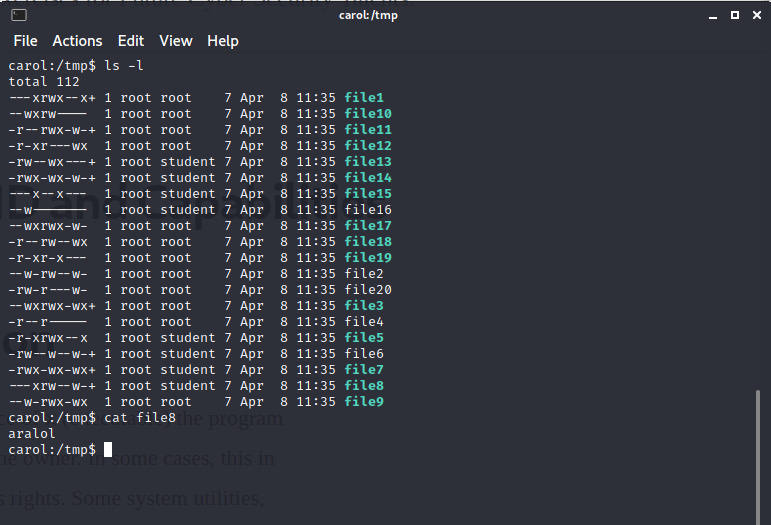 carol:/tmp
File Actions Edit View Help
carol:/tmp$ ls -l
total 112
---xrwx--x+ 1 root root    7 Apr  8 11:35 file1
--wxrw----  1 root root    7 Apr  8 11:35 file10
-r--rwx-w-+ 1 root root    7 Apr  8 11:35 file11
-r-xr---wx  1 root root    7 Apr  8 11:35 file12
-rw--wx---+ 1 root student 7 Apr  8 11:35 file13
-rwx-wx-w-+ 1 root student 7 Apr  8 11:35 file14
---x--x---  1 root student 7 Apr  8 11:35 file15
--w-------  1 root student 7 Apr  8 11:35 file16
--wxrwx-w-  1 root root    7 Apr  8 11:35 file17
-r--rw--wx  1 root root    7 Apr  8 11:35 file18
-r-xr-x---  1 root root    7 Apr  8 11:35 file19
--w-rw--w-  1 root root    7 Apr  8 11:35 file2
-rw-r---w-  1 root root    7 Apr  8 11:35 file20
--wxrwx-wx+ 1 root root    7 Apr  8 11:35 file3
-r--r-----  1 root root    7 Apr  8 11:35 file4
-r-xrwx--x  1 root student 7 Apr  8 11:35 file5
-rw--w--w-+ 1 root student 7 Apr  8 11:35 file6
-rwx-wx-wx+ 1 root student 7 Apr  8 11:35 file7
---xrw--w-+ 1 root student 7 Apr  8 11:35 file8
--w-rwx-wx  1 root root    7 Apr  8 11:35 file9
carol:/tmp$ cat file8
aralol
carol:/tmp$
ID and Capabilities
on
the program
owner. In some cases, this in
rights. Some system utilities,